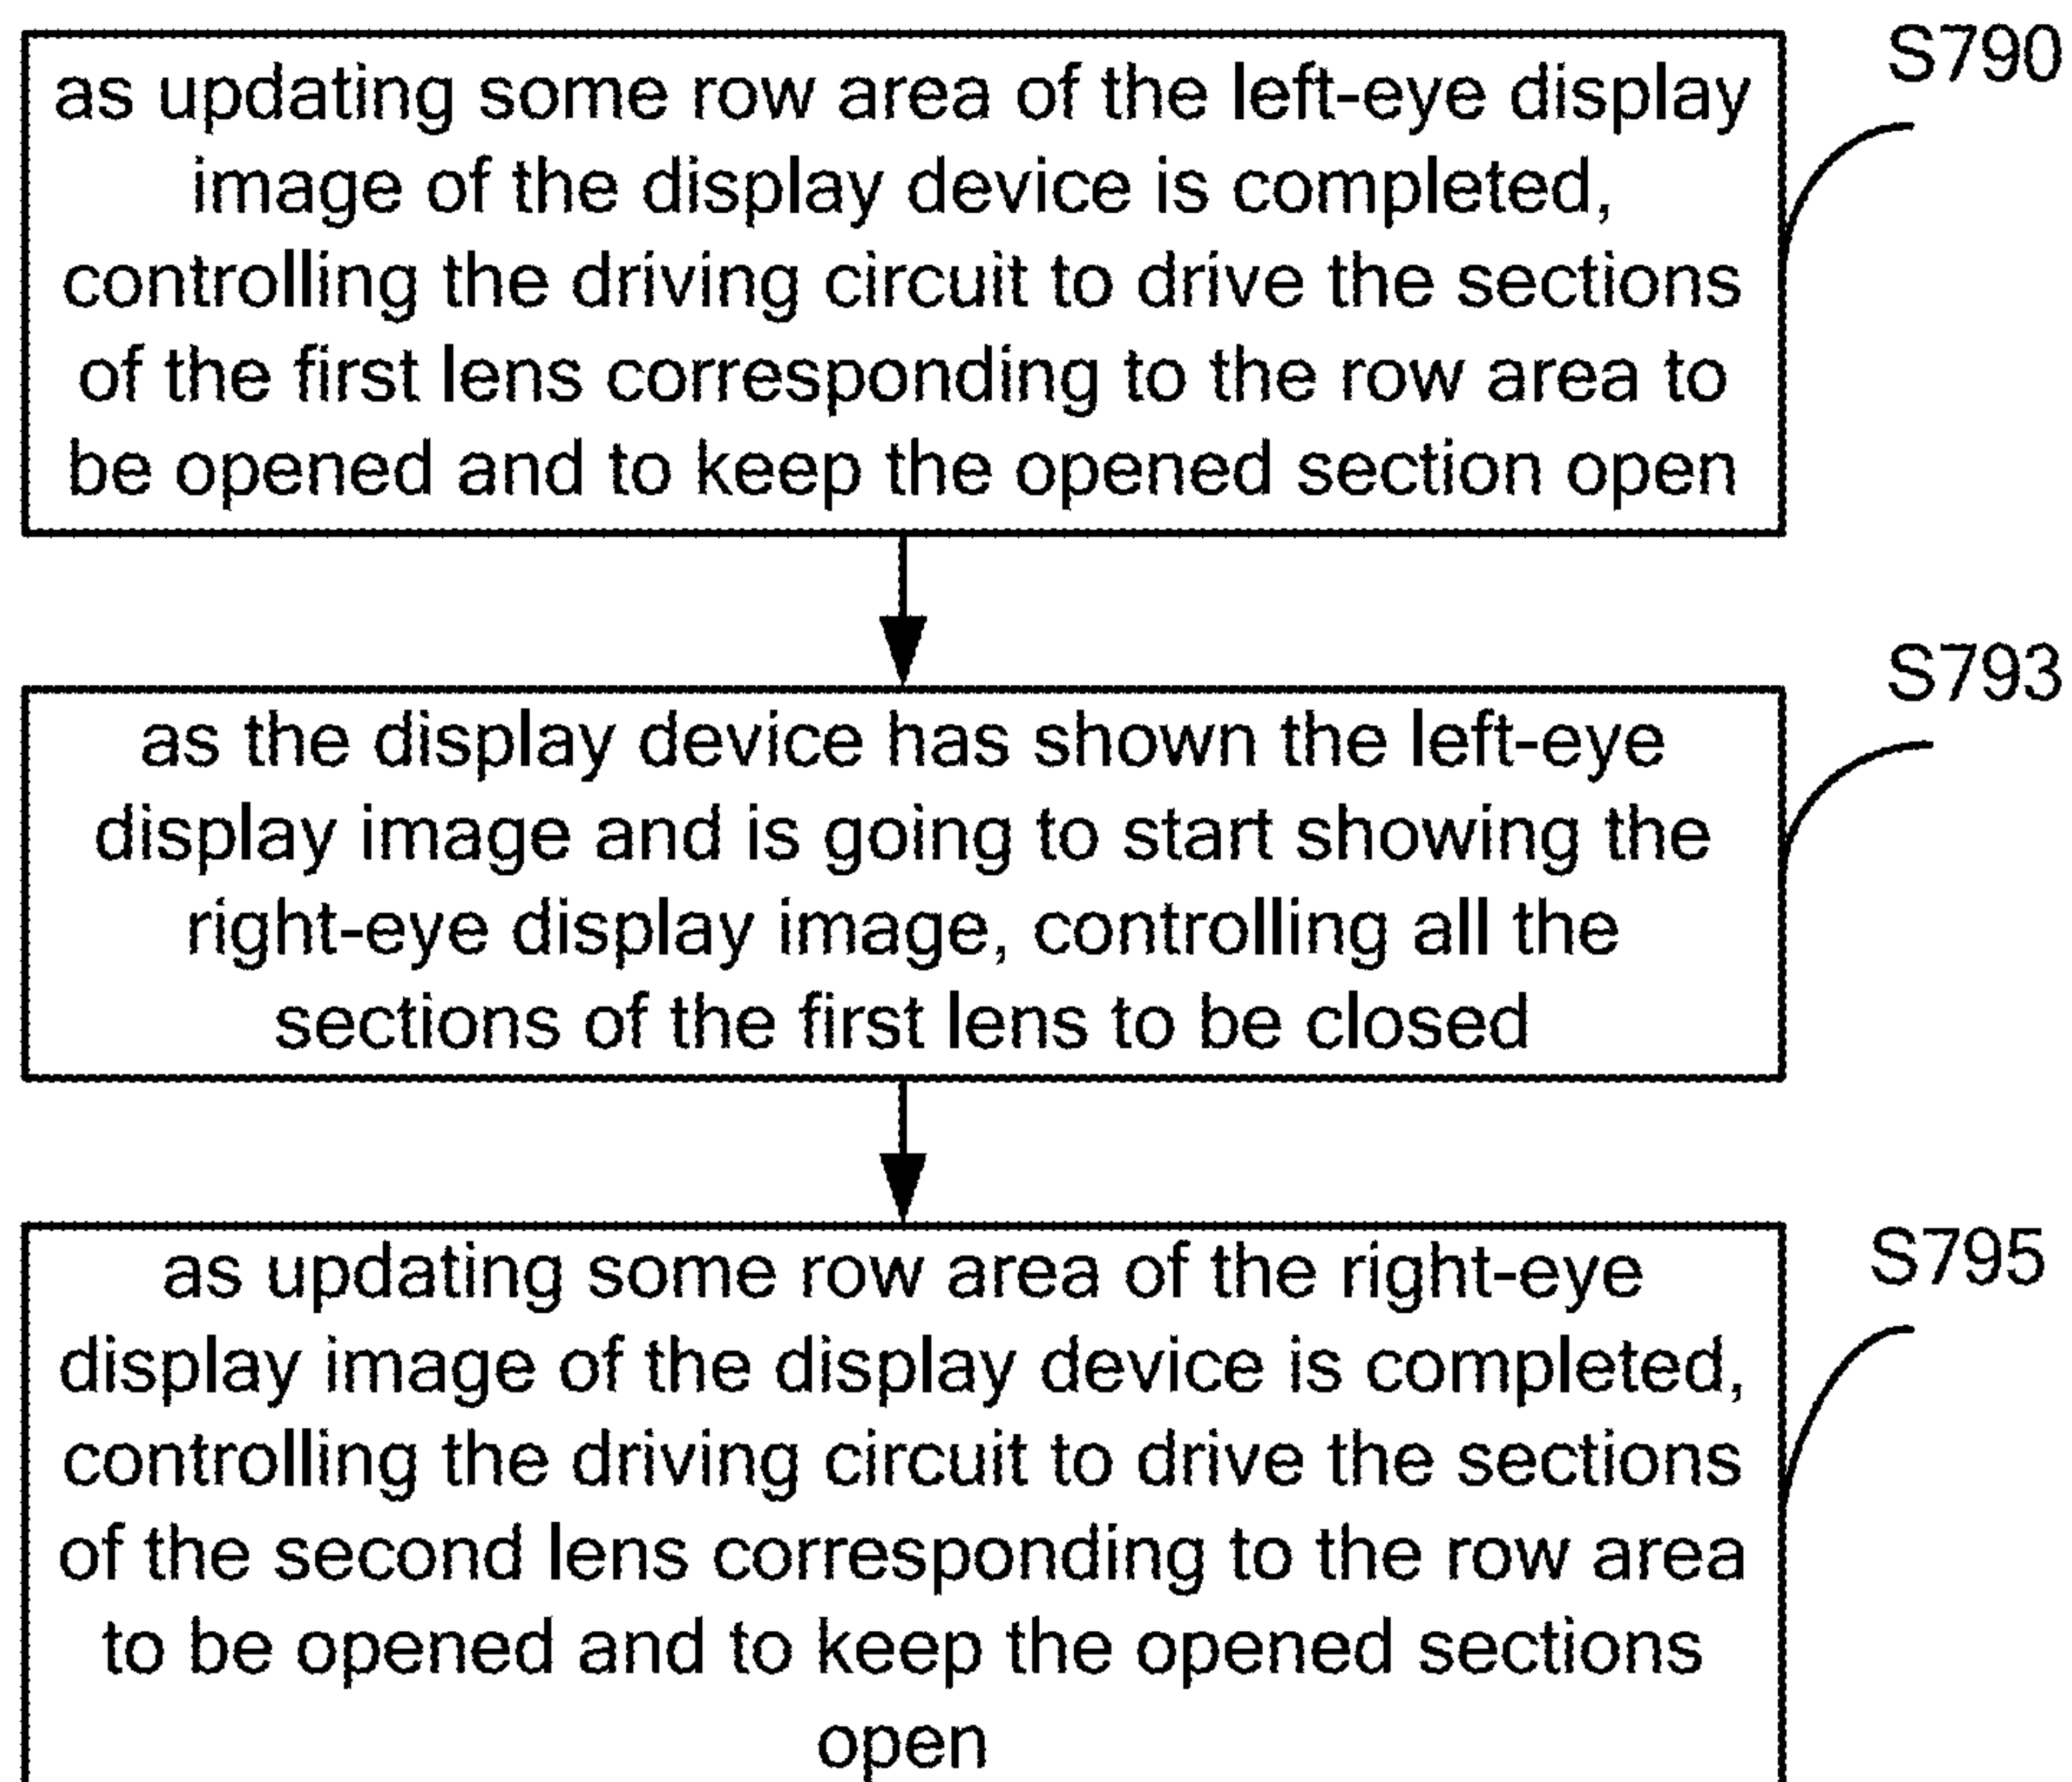 S790
as updating some row area of the left-eye display
image of the display device is completed,
controlling the driving circuit to drive the sections
of the first lens corresponding to the row area to
be opened and to keep the opened section open
S793
as the display device has shown the left-eye
display image and is going to start showing the
right-eye display image, controlling all the
sections of the first lens to be closed
S795
as updating some row area of the right-eye
display image of the display device is completed,
controlling the driving circuit to drive the sections
of the second lens corresponding to the row area
to be opened and to keep the opened sections
open